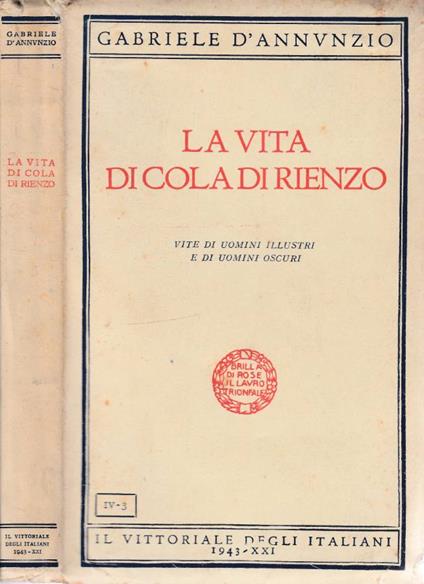 GABRIELE
D'ANNVNZIO
LA VITA
DI COLA
DI RIENZO
IL VITTORIALE
DEGLI ITALIANI
1943-XXI
GABRIELE D'ANNVNZIO
LA VITA
DI COLA DI RIENZO
VITE DI UOMINI ILLUSTRI
E DI UOMINI OSCURI
BRILLA
DI ROSE
IL LAVRO
TRIONFALE
IV-3
IL VITTORIALE DEGLI ITALIANI
1943-XXI